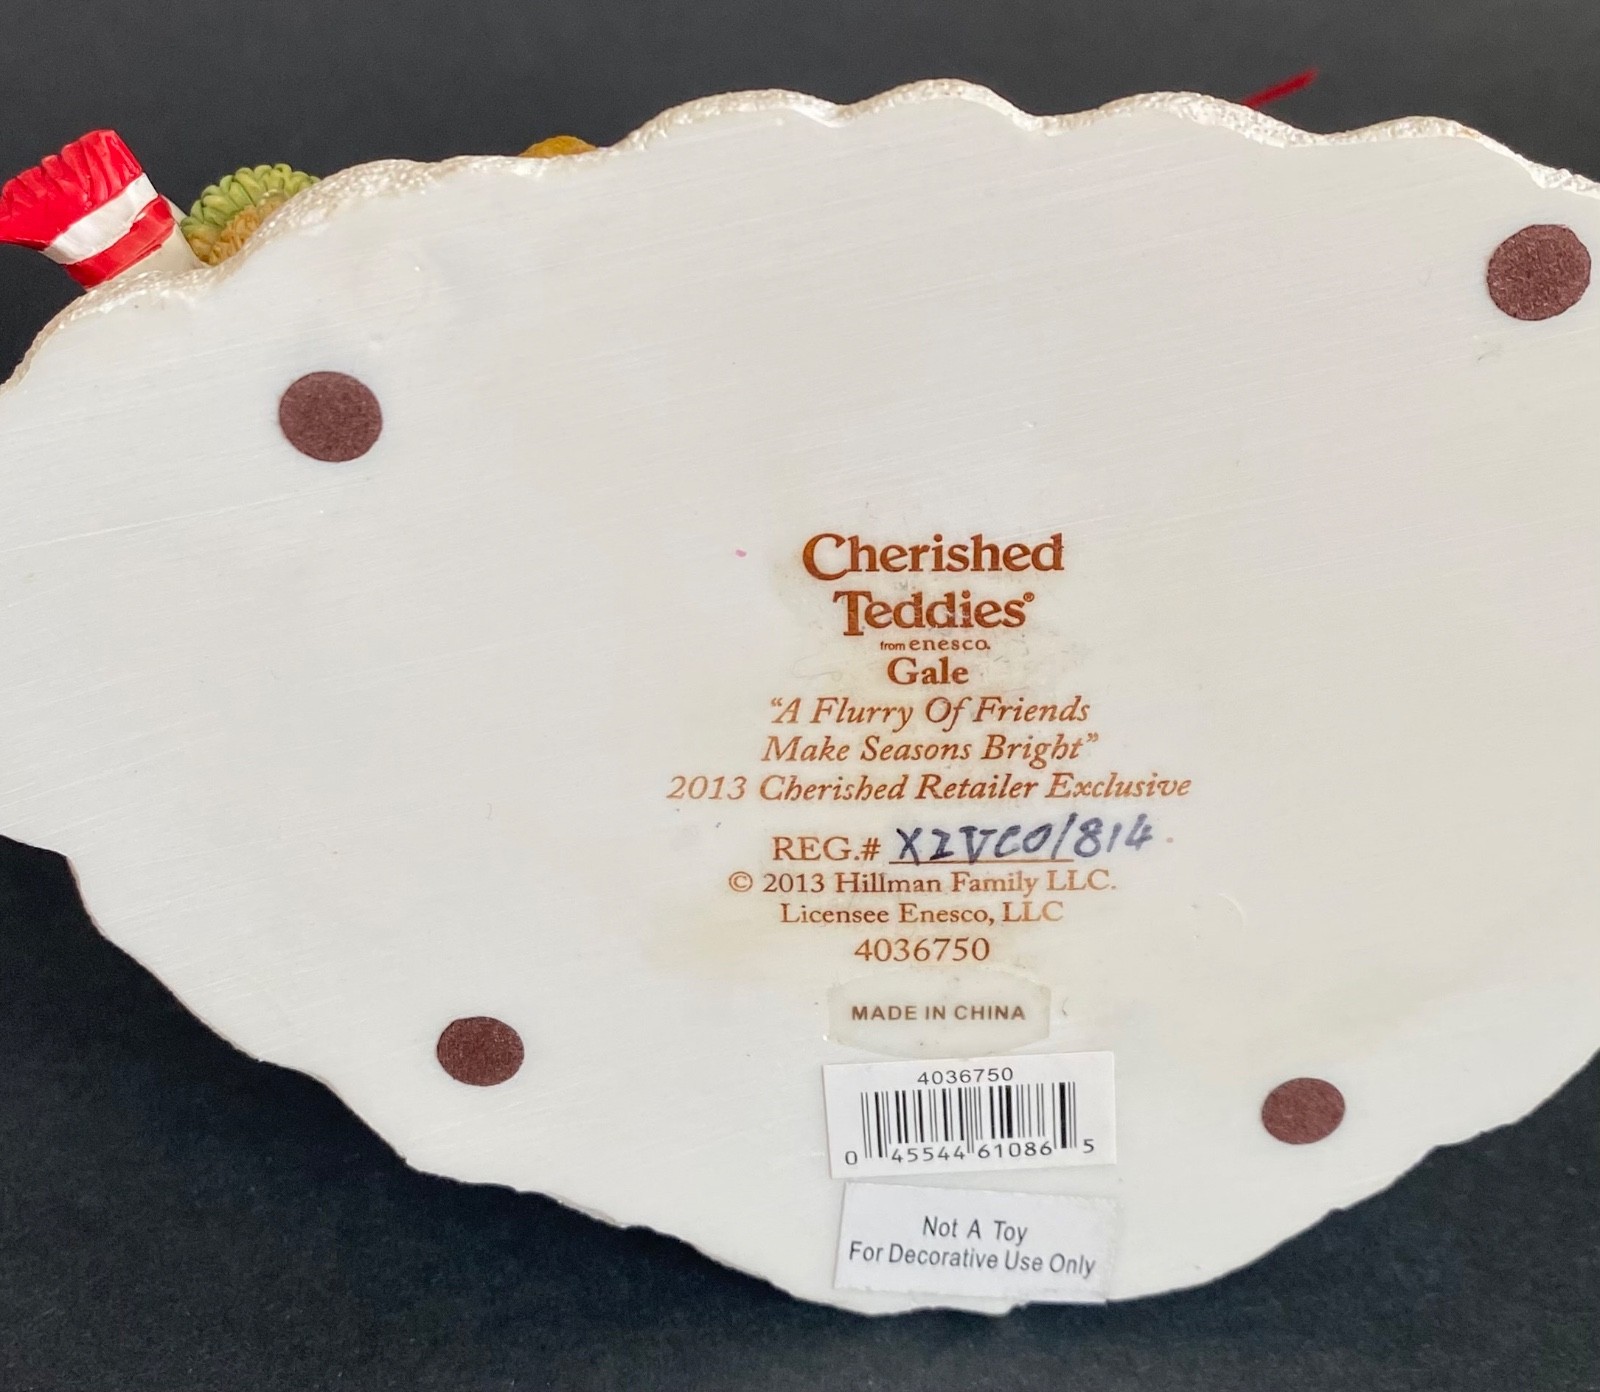 Cherished
Teddies®
from enesco.
Gale
“A Flurry Of Friends
Make Seasons Bright”
2013 Cherished Retailer Exclusive
REG.# X2VC0/814
© 2013 Hillman Family LLC.
Licensee Enesco, LLC
4036750
MADE IN CHINA
4036750
0 45544 61086 5
Not A Toy
For Decorative Use Only